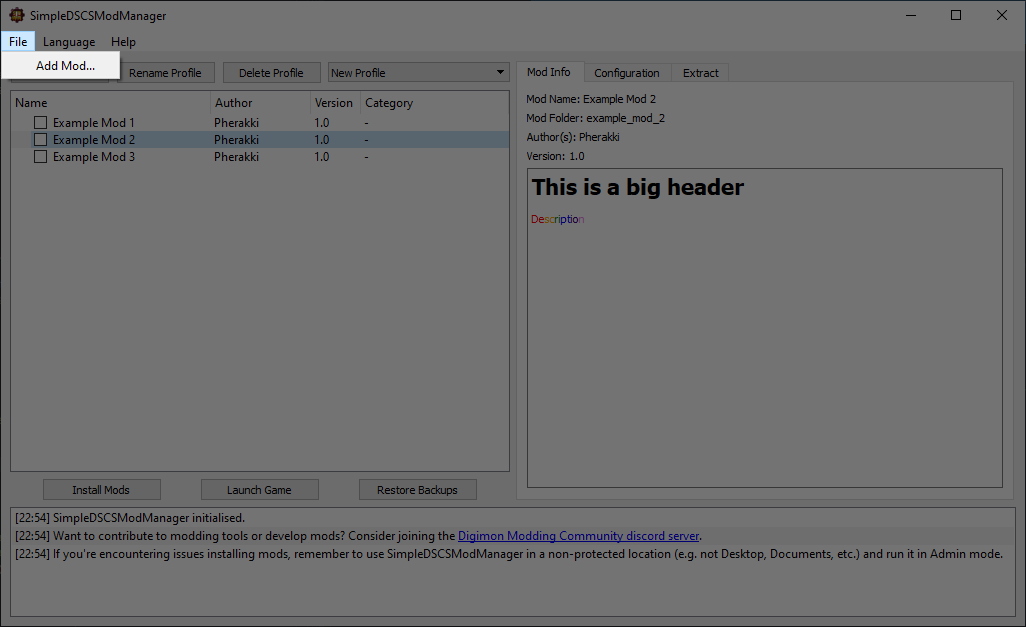 SimpleDSCSModManager
File Language Help
Add Mod...
Rename Profile Delete Profile New Profile
Mod Info Configuration Extract
Name Author Version Category
Example Mod 1 Pherakki 1.0 -
Example Mod 2 Pherakki 1.0 -
Example Mod 3 Pherakki 1.0 -
Mod Name: Example Mod 2
Mod Folder: example_mod_2
Author(s): Pherakki
Version: 1.0
This is a big header
Description
Install Mods Launch Game Restore Backups
[22:54] SimpleDSCSModManager initialised.
[22:54] Want to contribute to modding tools or develop mods? Consider joining the Digimon Modding Community discord server.
[22:54] If you're encountering issues installing mods, remember to use SimpleDSCSModManager in a non-protected location (e.g. not Desktop, Documents, etc.) and run it in Admin mode.